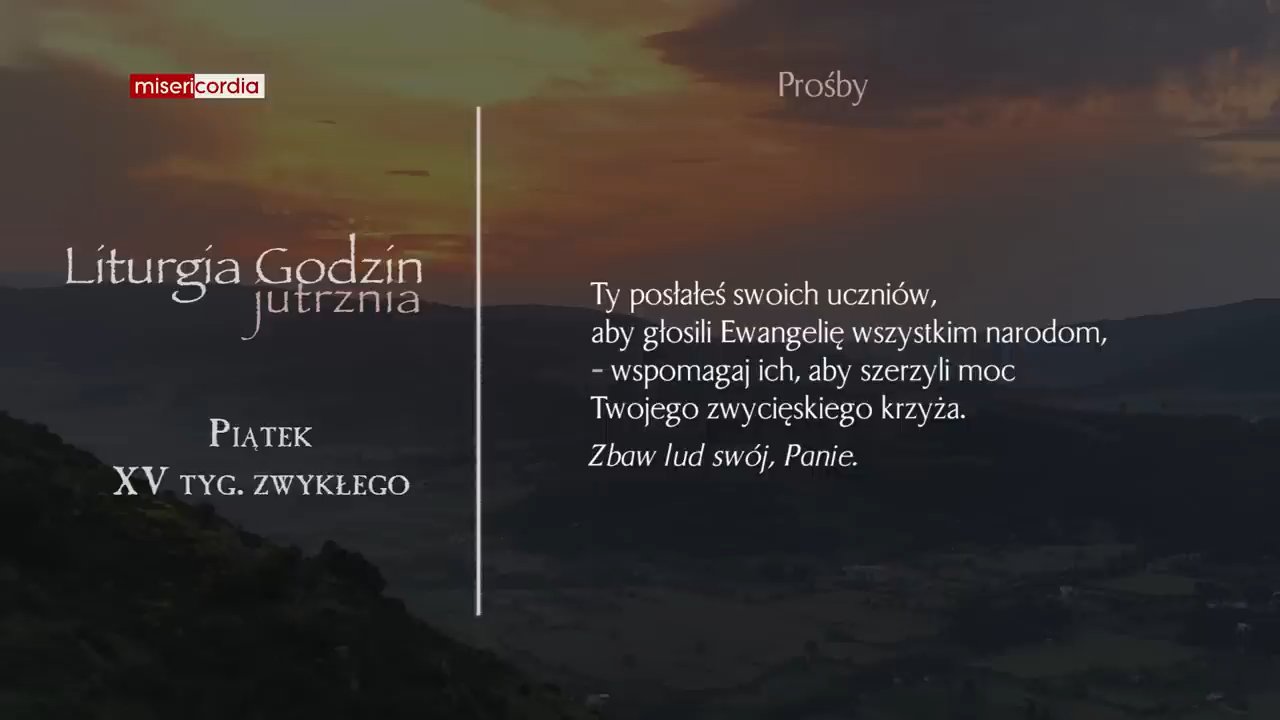 misericordia
Prośby
Liturgia Godzin
jutrznia
Piątek
XV tyg. zwykłego
Ty posłałeś swoich uczniów,
aby głosili Ewangelię wszystkim narodom,
– wspomagaj ich, aby szerzyli moc
Twojego zwycięskiego krzyża.
Zbaw lud swój, Panie.